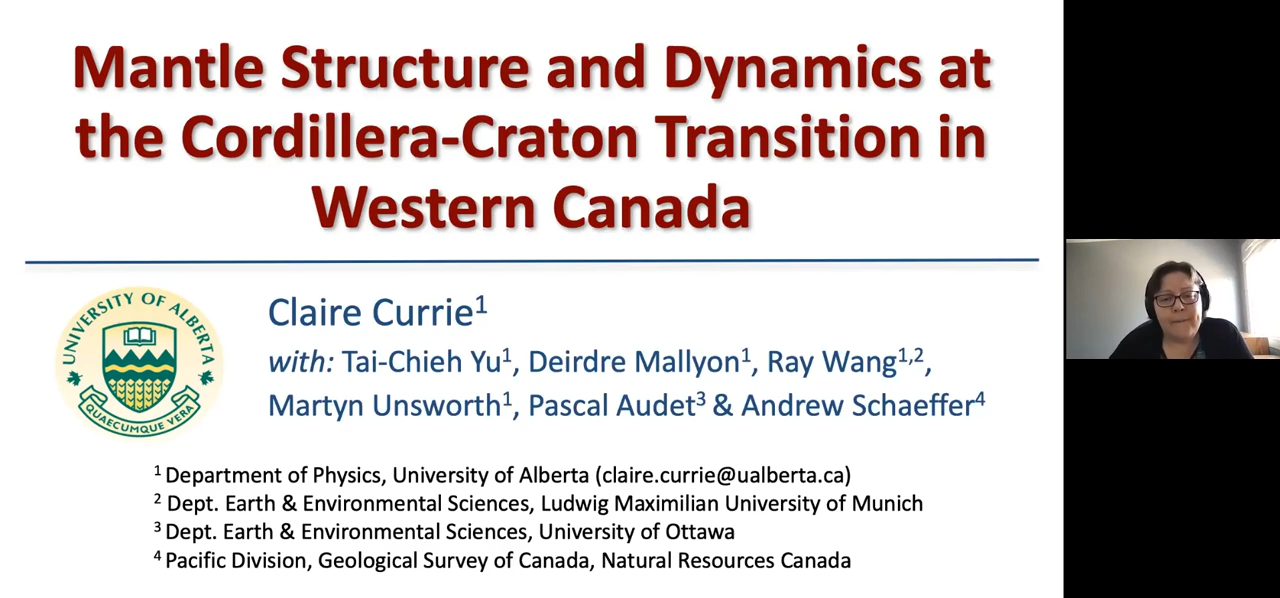 Mantle Structure and Dynamics at
the Cordillera-Craton Transition in
Western Canada
UNIVERSITY OF ALBERTA
QUAECUMQUE VERA
Claire Currie¹
with: Tai-Chieh Yu¹, Deirdre Mallyon¹, Ray Wang¹,²,
Martyn Unsworth¹, Pascal Audet³ & Andrew Schaeffer⁴
¹ Department of Physics, University of Alberta (claire.currie@ualberta.ca)
² Dept. Earth & Environmental Sciences, Ludwig Maximilian University of Munich
³ Dept. Earth & Environmental Sciences, University of Ottawa
⁴ Pacific Division, Geological Survey of Canada, Natural Resources Canada